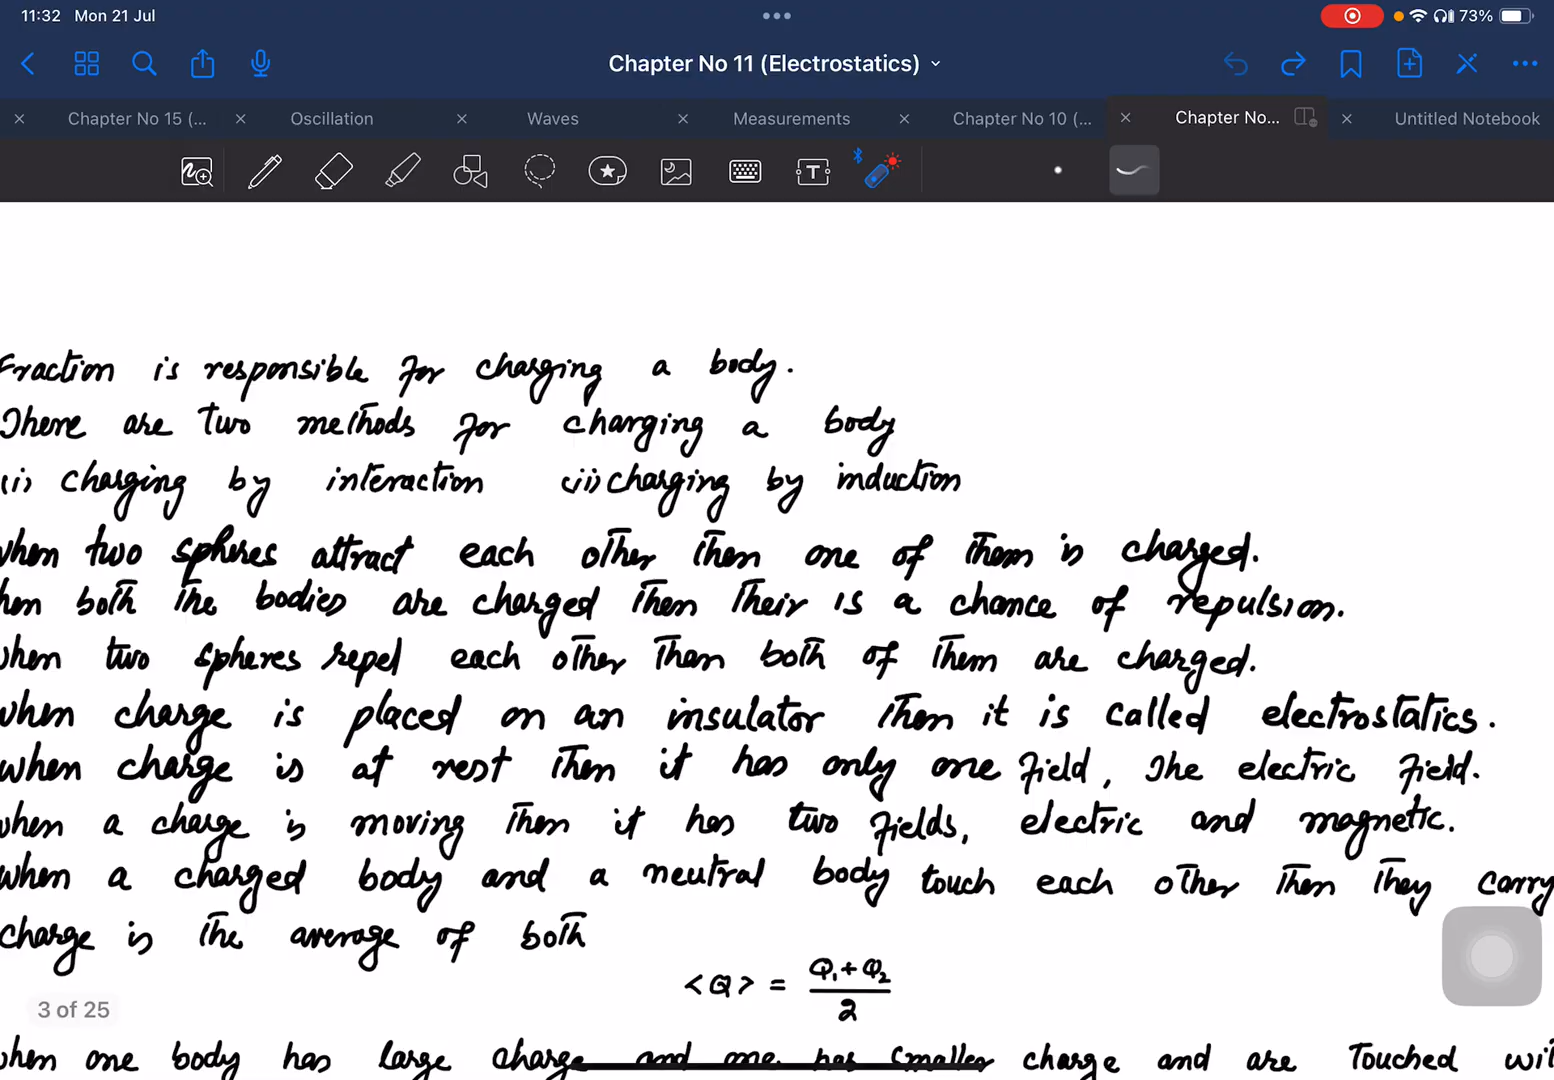 11:32 Mon 21 Jul
73%
Chapter No 11 (Electrostatics)
Chapter No 15 (...
Oscillation
Waves
Measurements
Chapter No 10 (...
Chapter No...
Untitled Notebook
T
Fraction is responsible for charging a body.
There are two methods for charging a body
(i) charging by interaction (ii) charging by induction
when two spheres attract each other then one of them is charged.
hen both the bodies are charged then their is a chance of repulsion.
when two spheres repel each other then both of them are charged.
when charge is placed on an insulator then it is called electrostatics.
when charge is at rest then it has only one field, the electric field.
when a charge is moving then it has two fields, electric and magnetic.
when a charged body and a neutral body touch each other then they carry
charge is the average of both
<Q> = Q₁ + Q₂ / 2
3 of 25
when one body has large charge and one has smaller charge and are touched wit